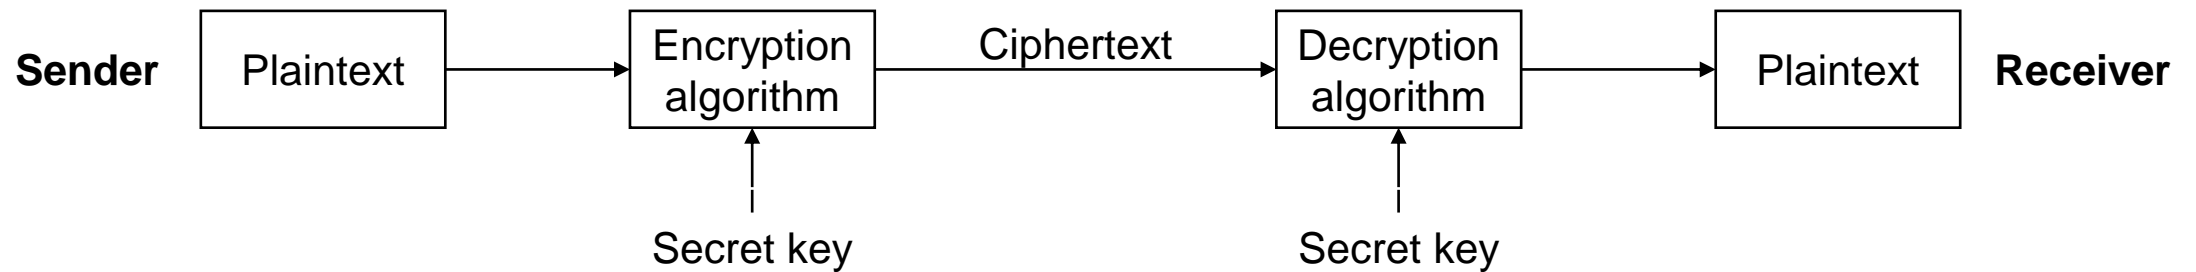 Sender
Plaintext
Encryption
algorithm
Ciphertext
Decryption
algorithm
Plaintext
Receiver
Secret key
Secret key